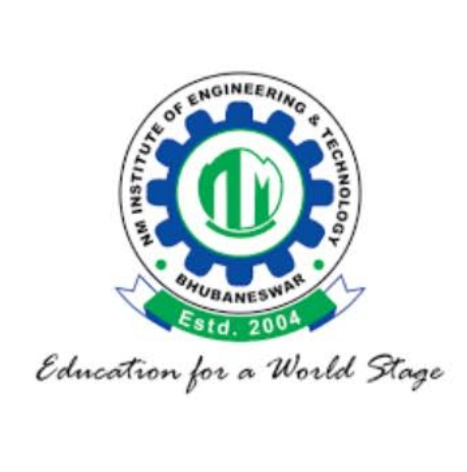 NM INSTITUTE OF ENGINEERING & TECHNOLOGY
NM
BHUBANESWAR
Estd. 2004
Education for a World Stage